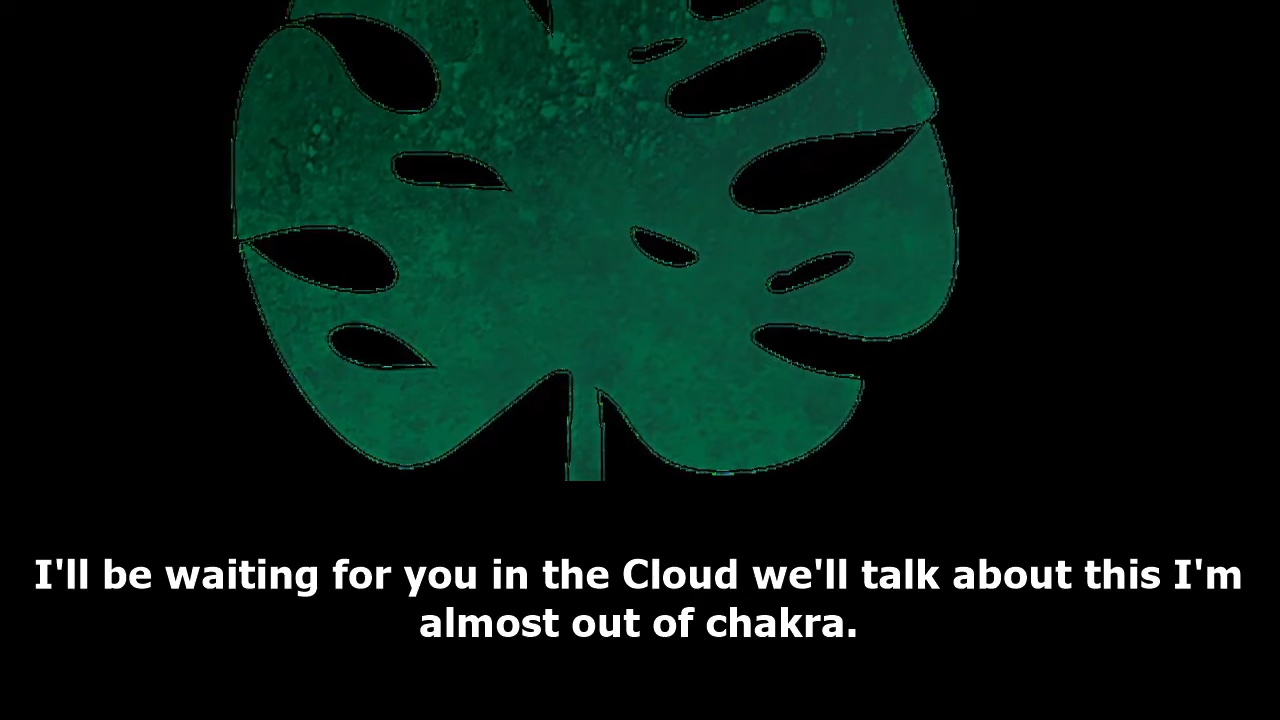 I'll be waiting for you in the Cloud we'll talk about this I'm
almost out of chakra.